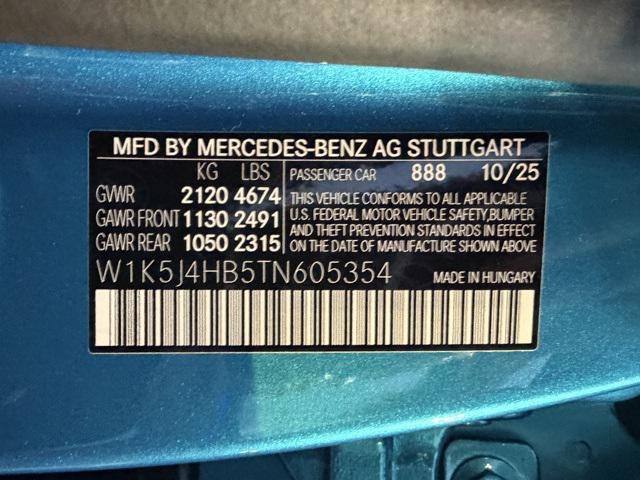 MFD BY MERCEDES-BENZ AG STUTTGART
KG LBS PASSENGER CAR 888 10/25
GVWR 2120 4674 THIS VEHICLE CONFORMS TO ALL APPLICABLE
GAWR FRONT 1130 2491 U.S. FEDERAL MOTOR VEHICLE SAFETY, BUMPER
AND THEFT PREVENTION STANDARDS IN EFFECT
GAWR REAR 1050 2315 ON THE DATE OF MANUFACTURE SHOWN ABOVE.
W1K5J4HB5TN605354 MADE IN HUNGARY